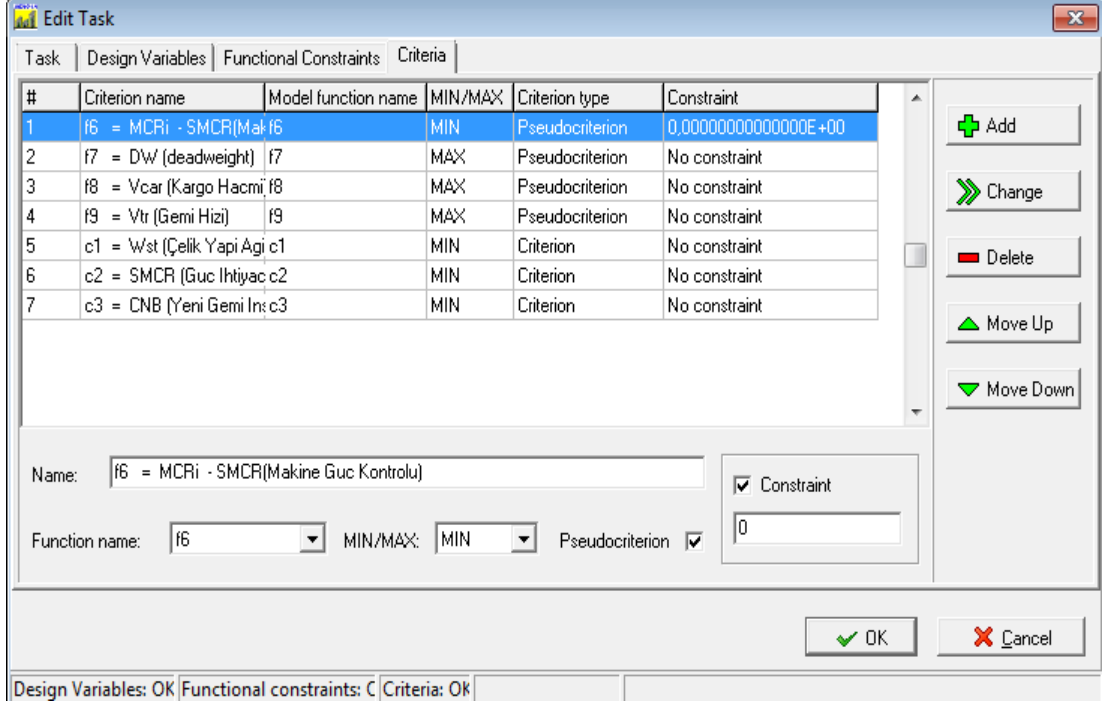 Edit Task
Task Design Variables Functional Constraints Criteria
# Criterion name Model function name MIN/MAX Criterion type Constraint
1 f6 = MCRi - SMCR(Mak f6 MIN Pseudocriterion 0,00000000000000E+00
2 f7 = DW (deadweight) f7 MAX Pseudocriterion No constraint
3 f8 = Vcar (Kargo Hacmi) f8 MAX Pseudocriterion No constraint
4 f9 = Vtr (Gemi Hizi) f9 MAX Pseudocriterion No constraint
5 c1 = Wst (Çelik Yapi Agi c1 MIN Criterion No constraint
6 c2 = SMCR (Guc Ihtiyac c2 MIN Criterion No constraint
7 c3 = CNB (Yeni Gemi Ins c3 MIN Criterion No constraint
Add
Change
Delete
Move Up
Move Down
Name: f6 = MCRi - SMCR(Makine Guc Kontrolu)
Constraint
0
Function name: f6 MIN/MAX: MIN Pseudocriterion
OK Cancel
Design Variables: OK Functional constraints: C Criteria: OK